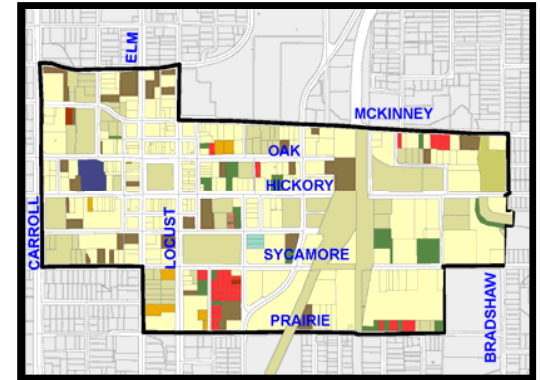 ELM
MCKINNEY
OAK
HICKORY
CARROLL
LOCUST
SYCAMORE
PRAIRIE
BRADSHAW